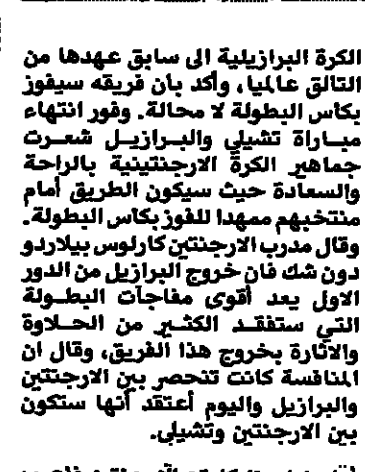 الكرة البرازيلية الى سابق عهدها من
التالق عالميا، وأكد بان فريقه سيفوز
بكأس البطولة لا محالة. وفور انتهاء
مباراة تشيلي والبرازيل شعرت
جماهير الكرة الارجنتينية بالراحة
والسعادة حيث سيكون الطريق أمام
منتخبهم ممهدا للفوز بكاس البطولة.
وقال مدرب الارجنتين كارلوس بيلاردو
دون شك فان خروج البرازيل من الدور
الاول يعد أقوى مفاجآت البطولة
التي ستفقد الكثير من الحلاوة
والاثارة بخروج هذا الفريق، وقال ان
المنافسة كانت تنحصر بين الارجنتين
والبرازيل واليوم أعتقد أنها ستكون
بين الارجنتين وتشيلي.